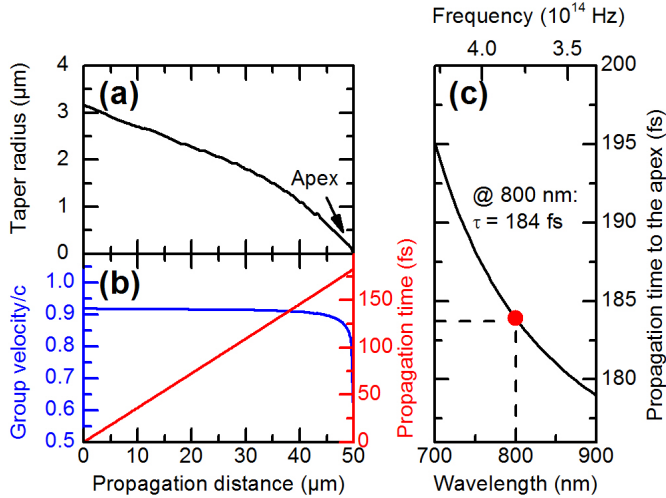 Frequency (10¹⁴ Hz)
4.0 3.5
(a)
Taper radius (µm)
4
3
2
1
0
Apex
(b)
Group velocity/c
1.0
0.9
0.8
0.7
0.6
0.5
Propagation time (fs)
150
100
50
0
0 10 20 30 40 50
Propagation distance (µm)
(c)
@ 800 nm:
τ = 184 fs
200
195
190
185
180
Propagation time to the apex (fs)
700 800 900
Wavelength (nm)